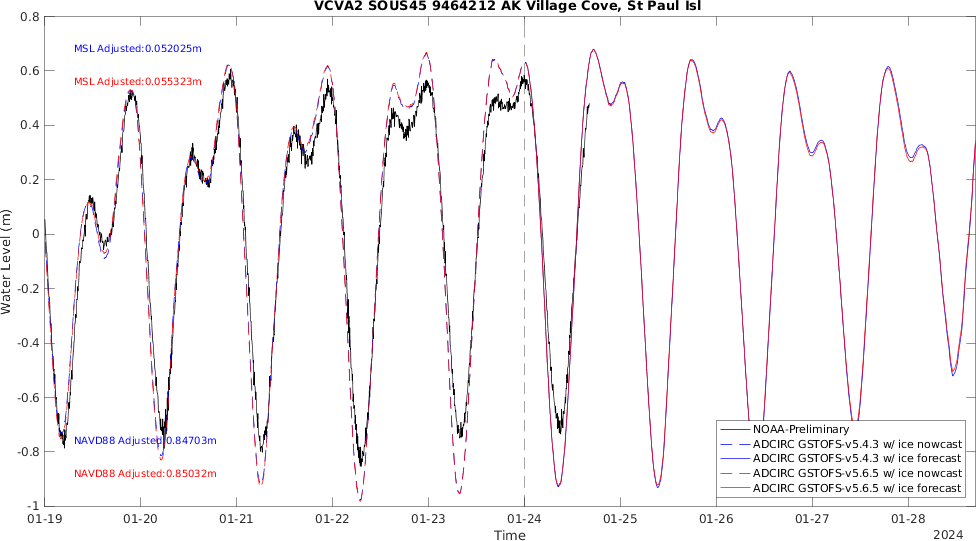 VCVA2 SOUS45 9464212 AK Village Cove, St Paul Isl
MSL Adjusted:0.052025m
MSL Adjusted:0.055323m
NAVD88 Adjusted:0.84703m
NAVD88 Adjusted:0.85032m
Water Level (m)
0.8
0.6
0.4
0.2
0
-0.2
-0.4
-0.6
-0.8
-1
NOAA-Preliminary
ADCIRC GSTOFS-v5.4.3 w/ ice nowcast
ADCIRC GSTOFS-v5.4.3 w/ ice forecast
ADCIRC GSTOFS-v5.6.5 w/ ice nowcast
ADCIRC GSTOFS-v5.6.5 w/ ice forecast
01-19 01-20 01-21 01-22 01-23 01-24 01-25 01-26 01-27 01-28
Time
2024